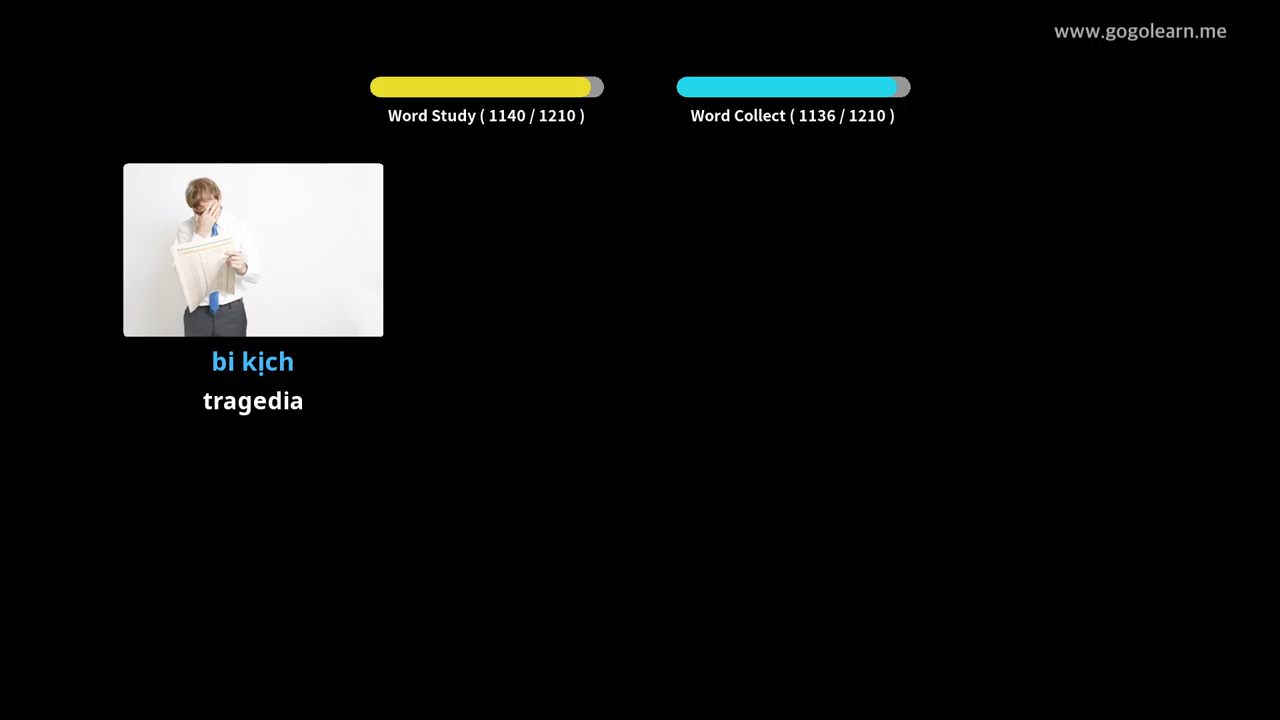 www.gogolearn.me
Word Study ( 1140 / 1210 )
Word Collect ( 1136 / 1210 )
bi kịch
tragedia